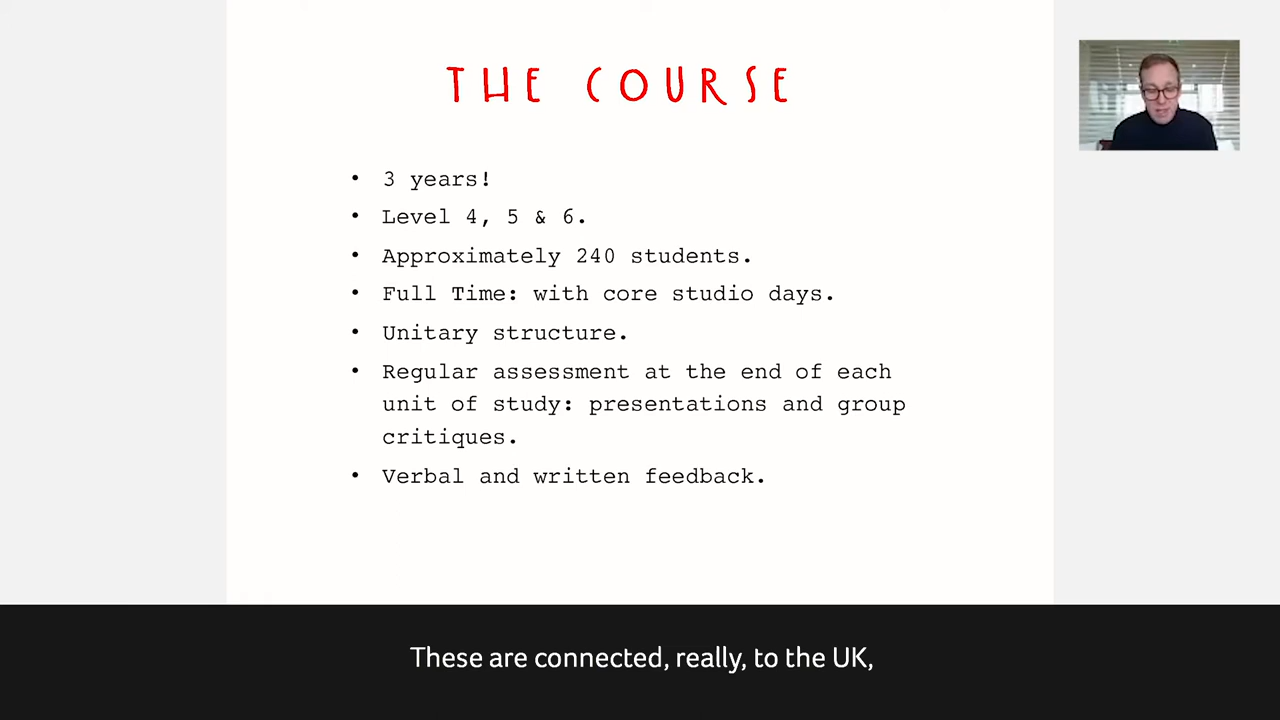 THE COURSE
• 3 years!
• Level 4, 5 & 6.
• Approximately 240 students.
• Full Time: with core studio days.
• Unitary structure.
• Regular assessment at the end of each
unit of study: presentations and group
critiques.
• Verbal and written feedback.
These are connected, really, to the UK,